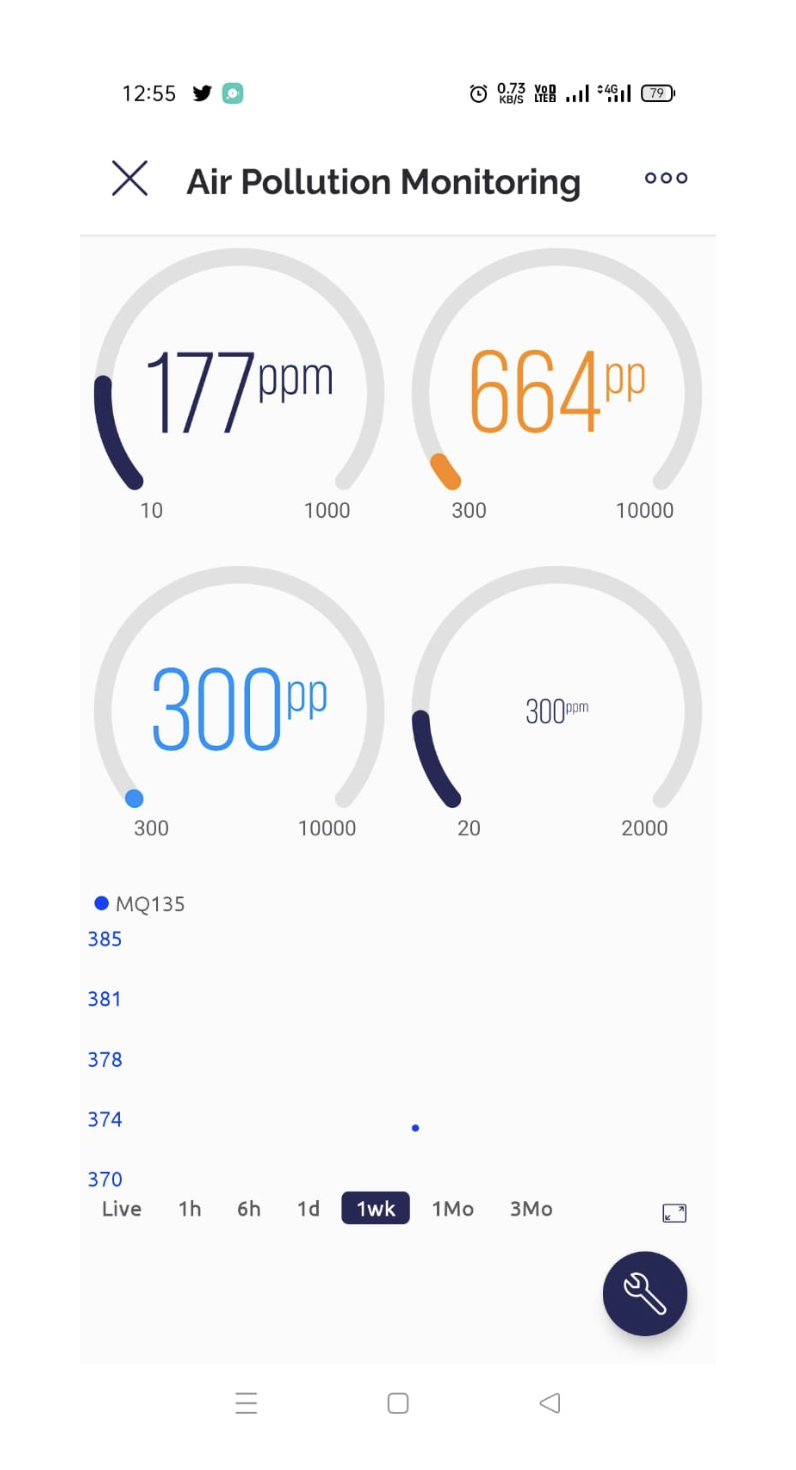 12:55 0.73 KB/S Vo LTE 4G 79
Air Pollution Monitoring
177ppm 664pp
10 1000 300 10000
300pp 300ppm
300 10000 20 2000
MQ135
385
381
378
374
370
Live 1h 6h 1d 1wk 1Mo 3Mo